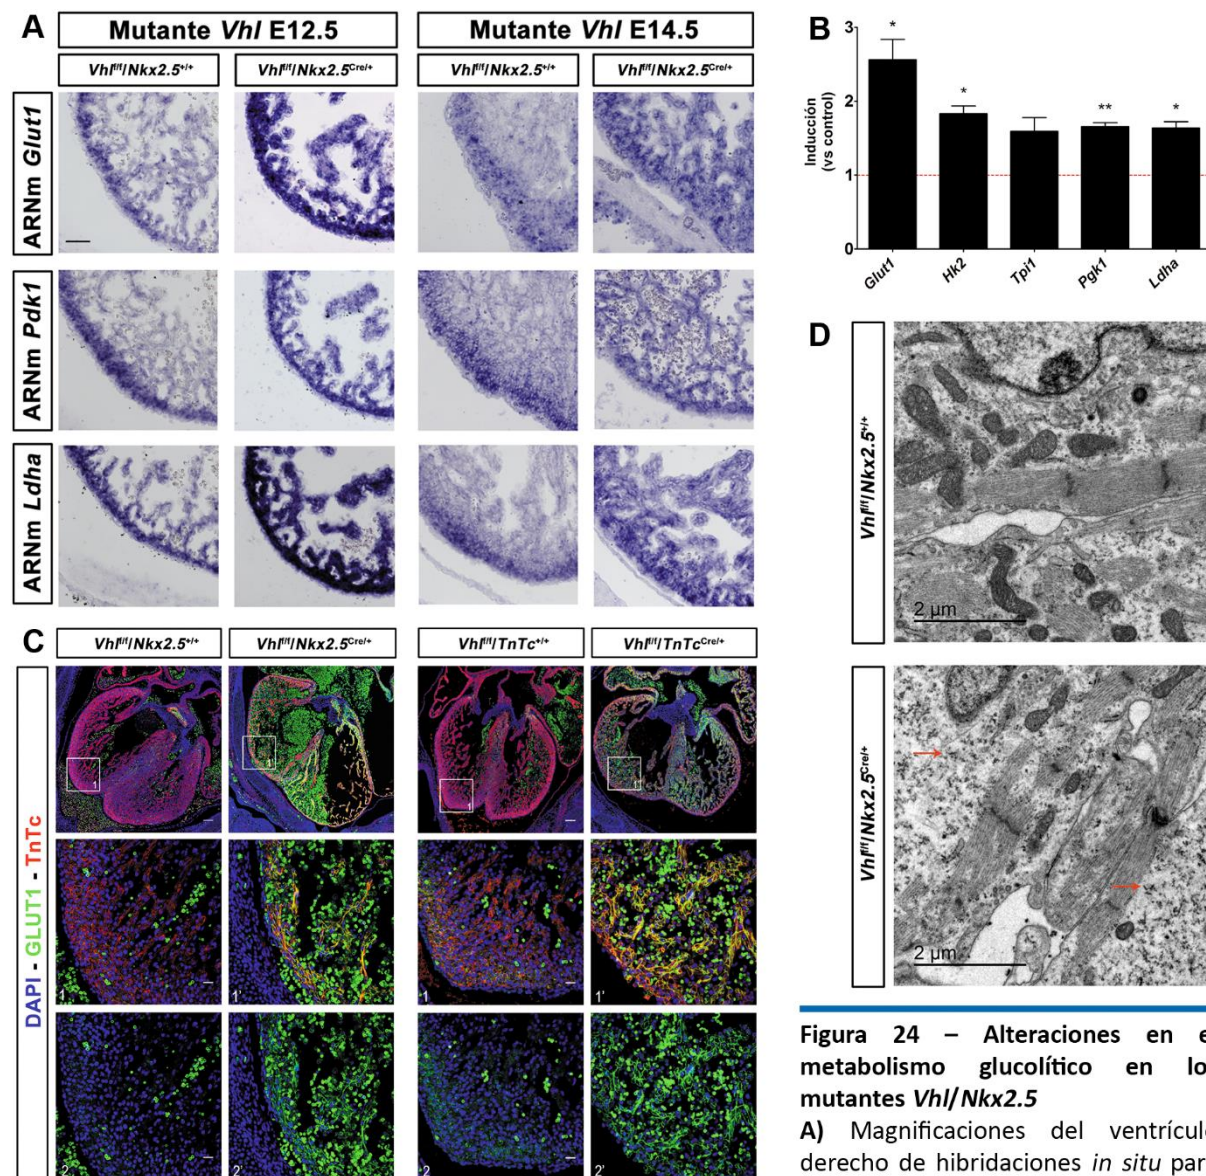 A
Mutante Vhl E12.5
Mutante Vhl E14.5
Vhlf/f/Nkx2.5+/+
Vhlf/f/Nkx2.5Cre/+
Vhlf/f/Nkx2.5+/+
Vhlf/f/Nkx2.5Cre/+
ARNm Glut1
ARNm Pdk1
ARNm Ldha
B
Inducción
(vs control)
3
2
1
0
*
*
**
*
Glut1
Hk2
Tpi1
Pgk1
Ldha
C
Vhlf/f/Nkx2.5+/+
Vhlf/f/Nkx2.5Cre/+
Vhlf/f/TnTc+/+
Vhlf/f/TnTcCre/+
DAPI - GLUT1 - TnTc
1
1'
1
1'
1
1'
1
1'
2
2'
2
2'
D
Vhlf/f/Nkx2.5+/+
2 µm
Vhlf/f/Nkx2.5Cre/+
2 µm
Figura 24 – Alteraciones en e
metabolismo glucolítico en lo
mutantes Vhl/Nkx2.5
A) Magnificaciones del ventrícul
derecho de hibridaciones in situ par